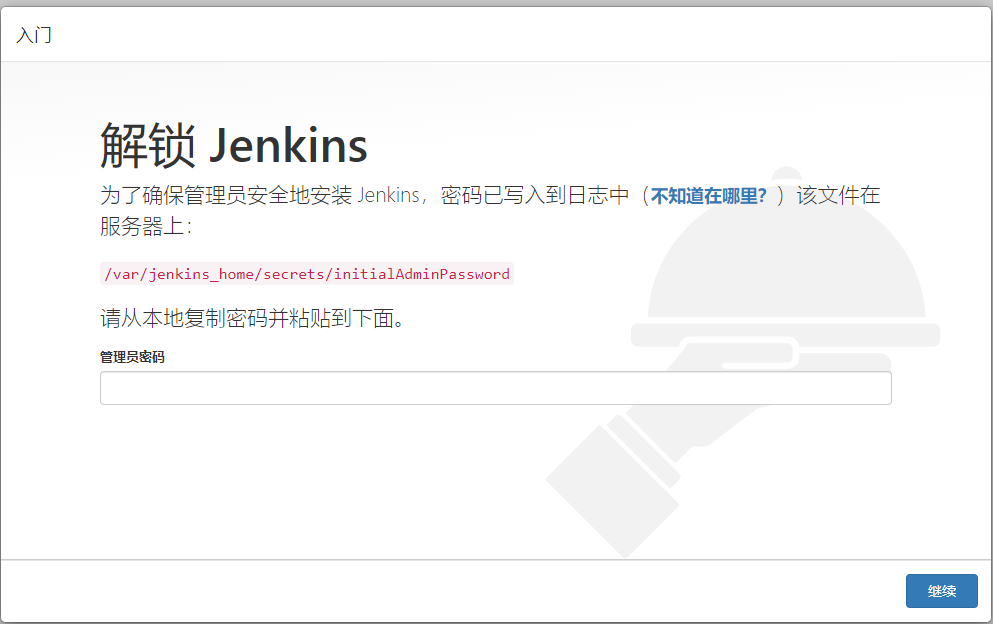 入门
解锁 Jenkins
为了确保管理员安全地安装 Jenkins，密码已写入到日志中（不知道在哪里？）该文件在
服务器上：
/var/jenkins_home/secrets/initialAdminPassword
请从本地复制密码并粘贴到下面。
管理员密码
继续